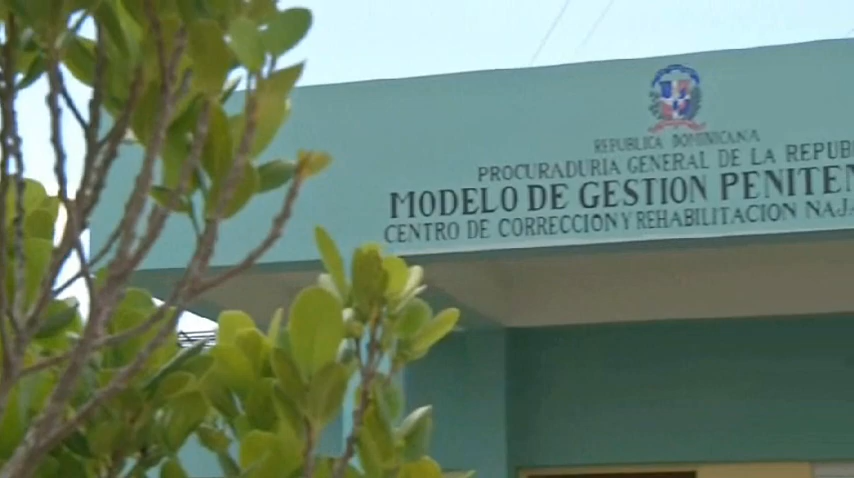 REPUBLICA DOMINICANA
PROCURADURIA GENERAL DE LA REPUB
MODELO DE GESTION PENITEN
CENTRO DE CORRECCION Y REHABILITACION NAJA